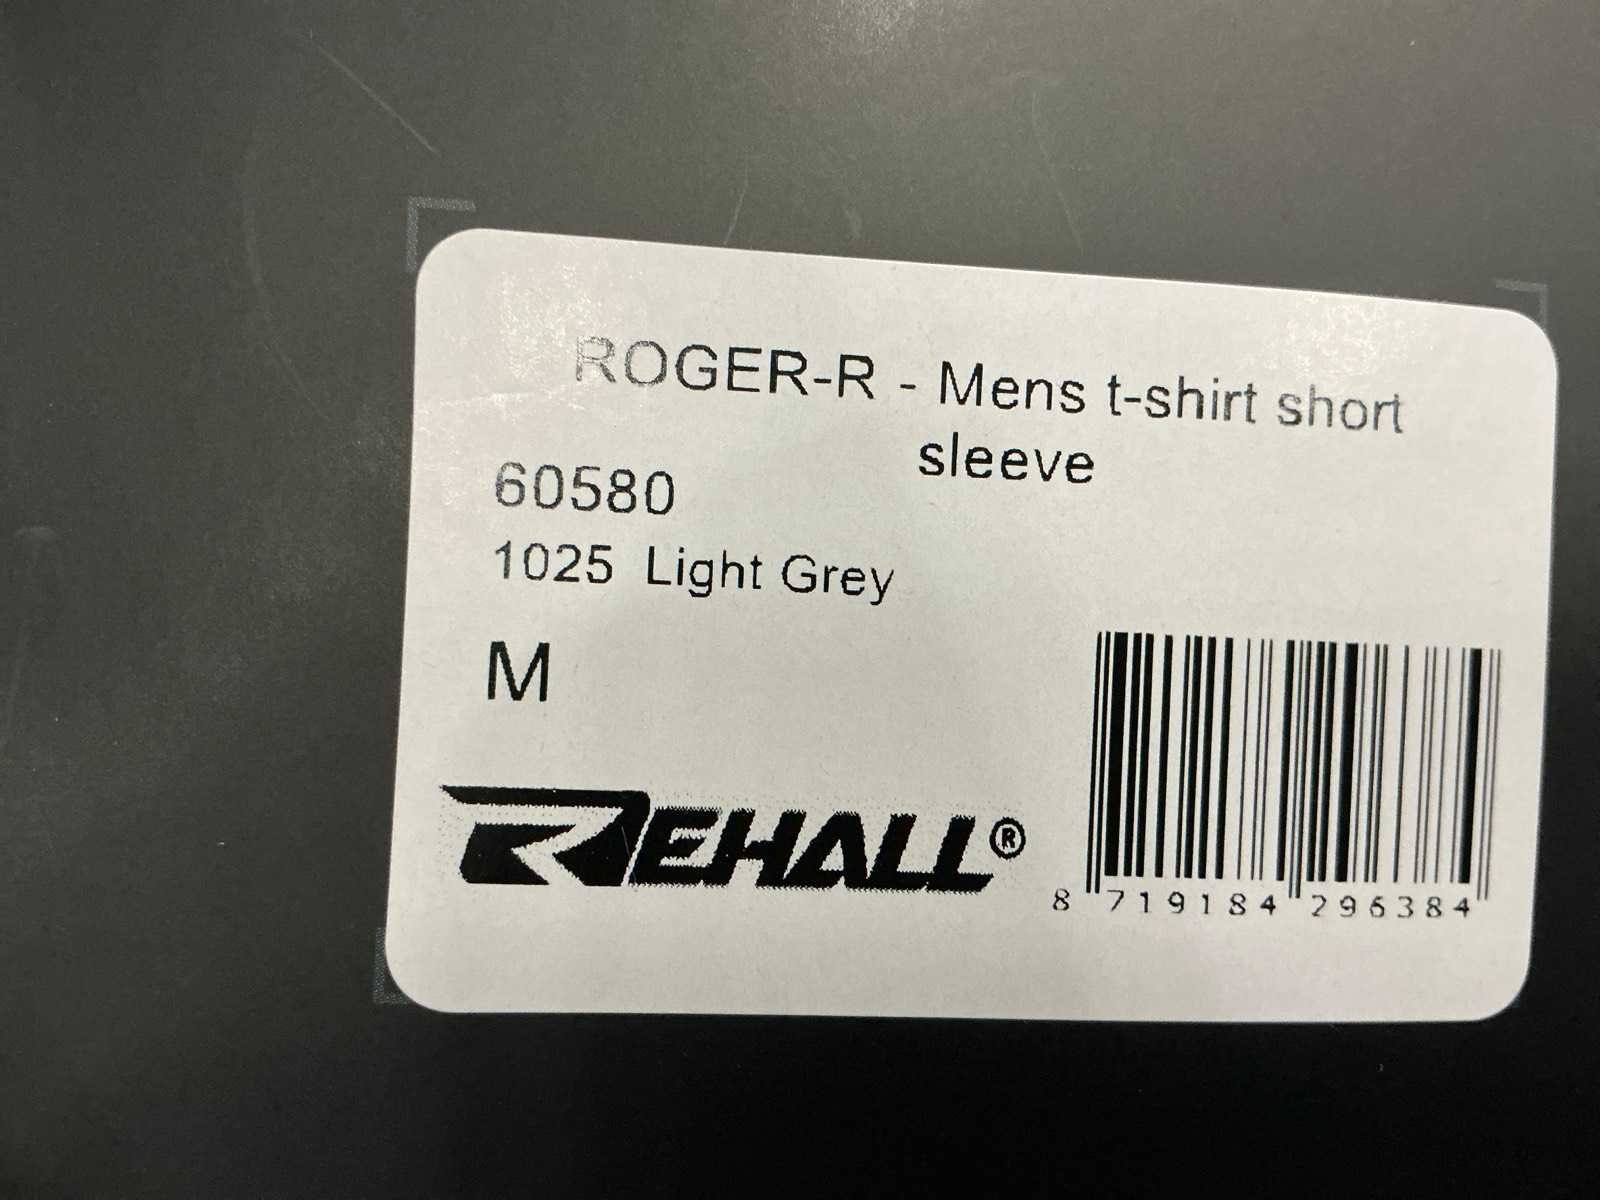 ROGER-R - Mens t-shirt short
sleeve
60580
1025 Light Grey
M
REHALL®
8 719184 296384